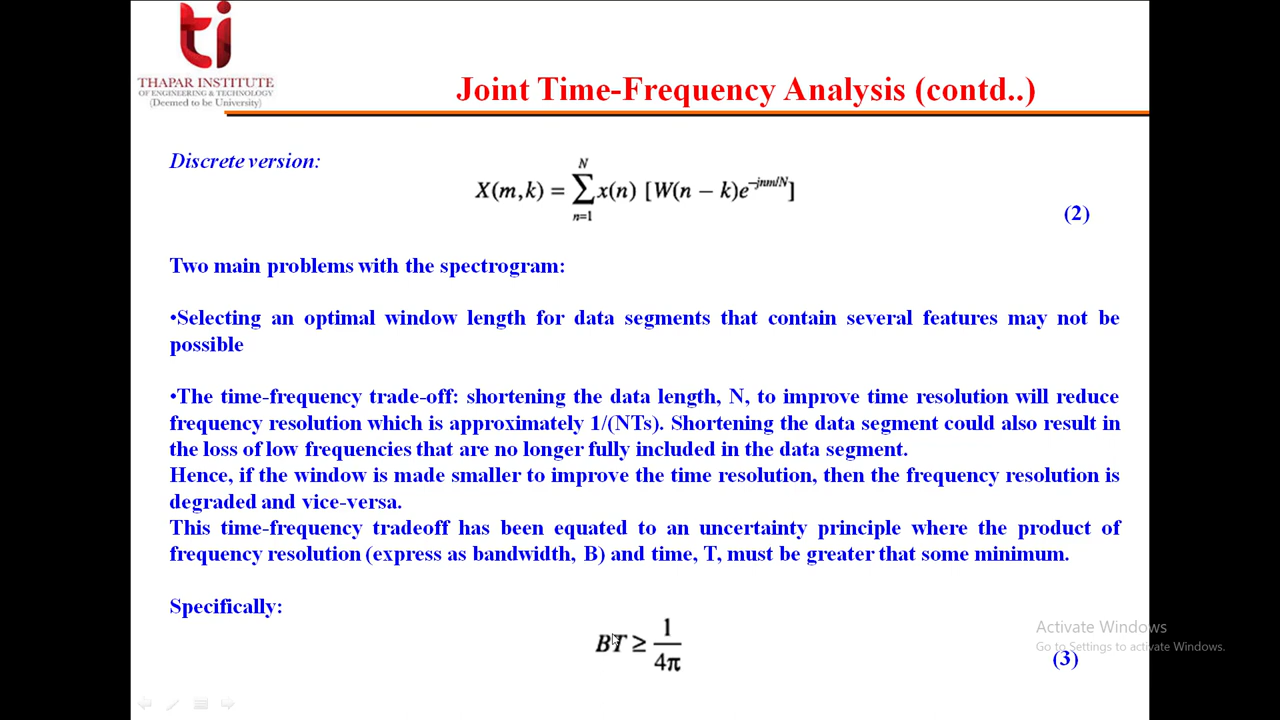 ti
THAPAR INSTITUTE
OF ENGINEERING & TECHNOLOGY
(Deemed to be University)
Joint Time-Frequency Analysis (contd..)
Discrete version:
X(m,k) = ∑_{n=1}^{N} x(n) [W(n − k)e^{−jnm/N}]
(2)
Two main problems with the spectrogram:
•Selecting an optimal window length for data segments that contain several features may not be
possible
•The time-frequency trade-off: shortening the data length, N, to improve time resolution will reduce
frequency resolution which is approximately 1/(NTs). Shortening the data segment could also result in
the loss of low frequencies that are no longer fully included in the data segment.
Hence, if the window is made smaller to improve the time resolution, then the frequency resolution is
degraded and vice-versa.
This time-frequency tradeoff has been equated to an uncertainty principle where the product of
frequency resolution (express as bandwidth, B) and time, T, must be greater that some minimum.
Specifically:
BT ≥ 1/4π
(3)
Activate Windows
Go to Settings to activate Windows.